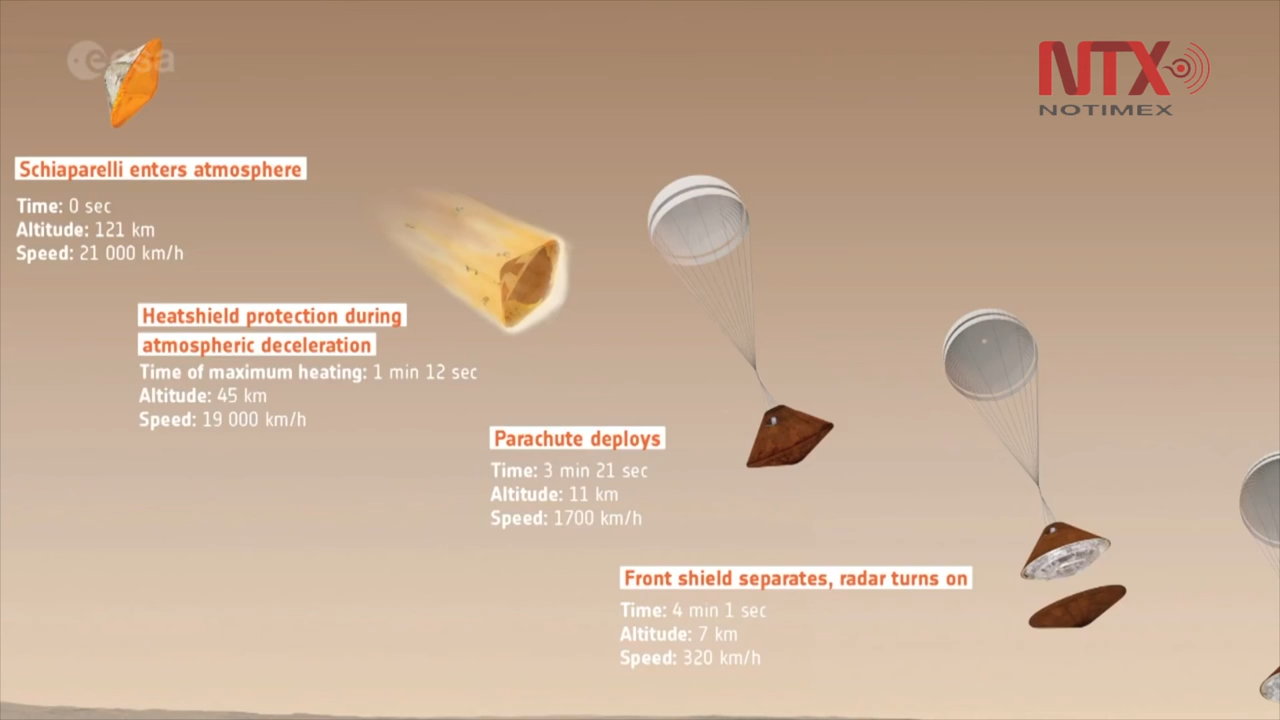 esa
NTX
NOTIMEX
Schiaparelli enters atmosphere
Time: 0 sec
Altitude: 121 km
Speed: 21 000 km/h
Heatshield protection during
atmospheric deceleration
Time of maximum heating: 1 min 12 sec
Altitude: 45 km
Speed: 19 000 km/h
Parachute deploys
Time: 3 min 21 sec
Altitude: 11 km
Speed: 1700 km/h
Front shield separates, radar turns on
Time: 4 min 1 sec
Altitude: 7 km
Speed: 320 km/h